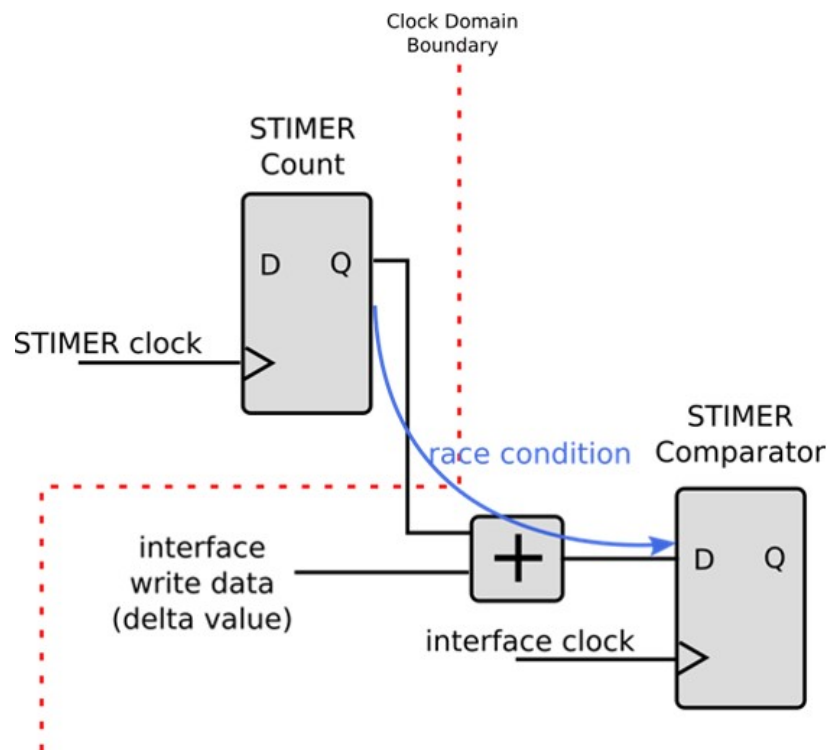 Clock Domain
Boundary
STIMER
Count
D
Q
STIMER clock
race condition
STIMER
Comparator
interface
write data
(delta value)
+
D
Q
interface clock